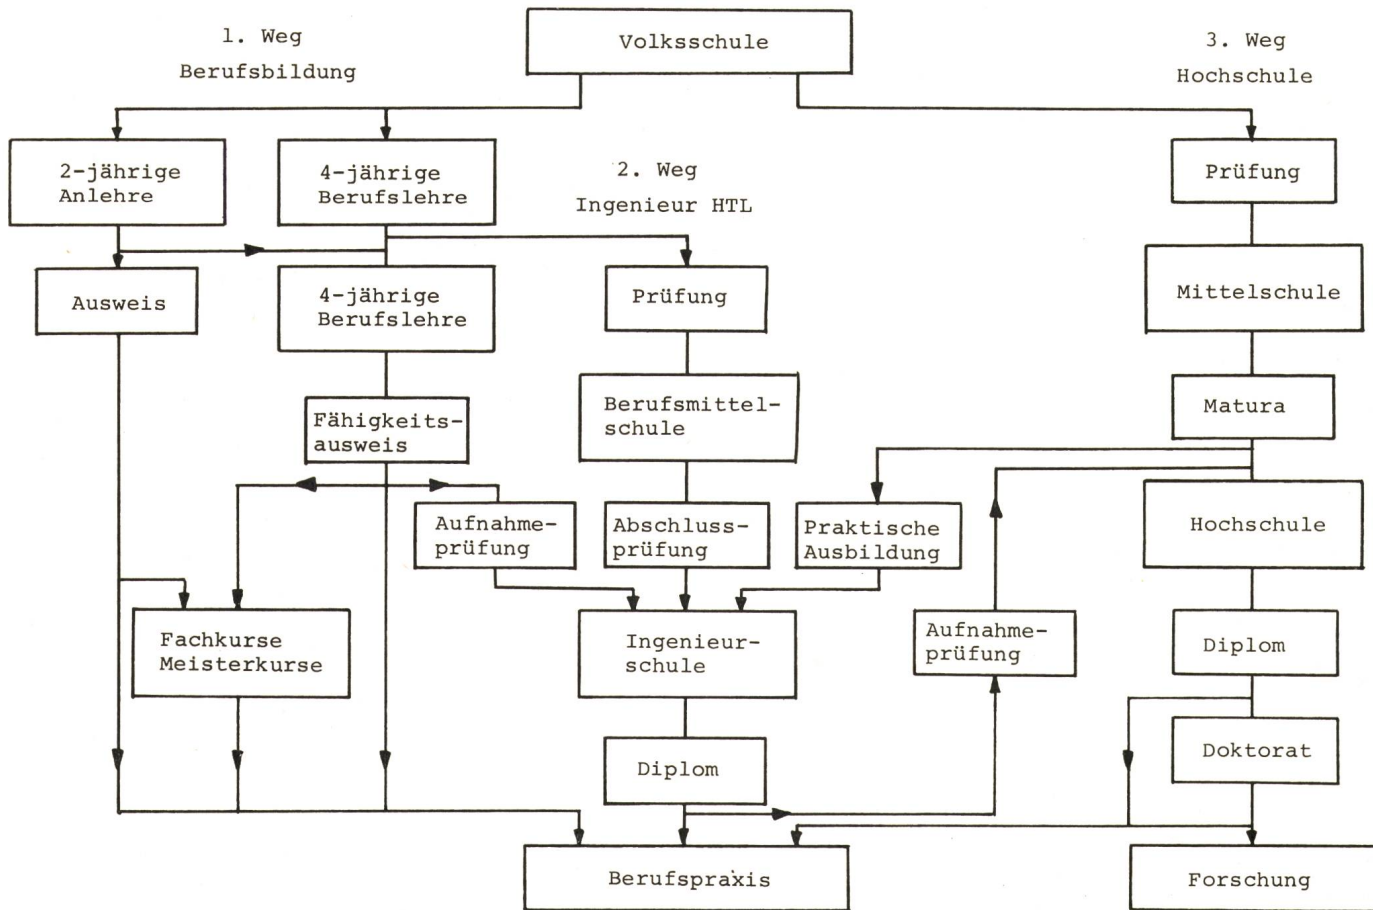 1. Weg
Berufsbildung
Volksschule
3. Weg
Hochschule
2-jährige
Anlehre
4-jährige
Berufslehre
2. Weg
Ingenieur HTL
Prüfung
Ausweis
4-jährige
Berufslehre
Prüfung
Mittelschule
Fähigkeits-
ausweis
Berufsmittel-
schule
Matura
Aufnahme-
prüfung
Abschluss-
prüfung
Praktische
Ausbildung
Hochschule
Fachkurse
Meisterkurse
Ingenieur-
schule
Aufnahme-
prüfung
Diplom
Diplom
Doktorat
Berufspraxis
Forschung